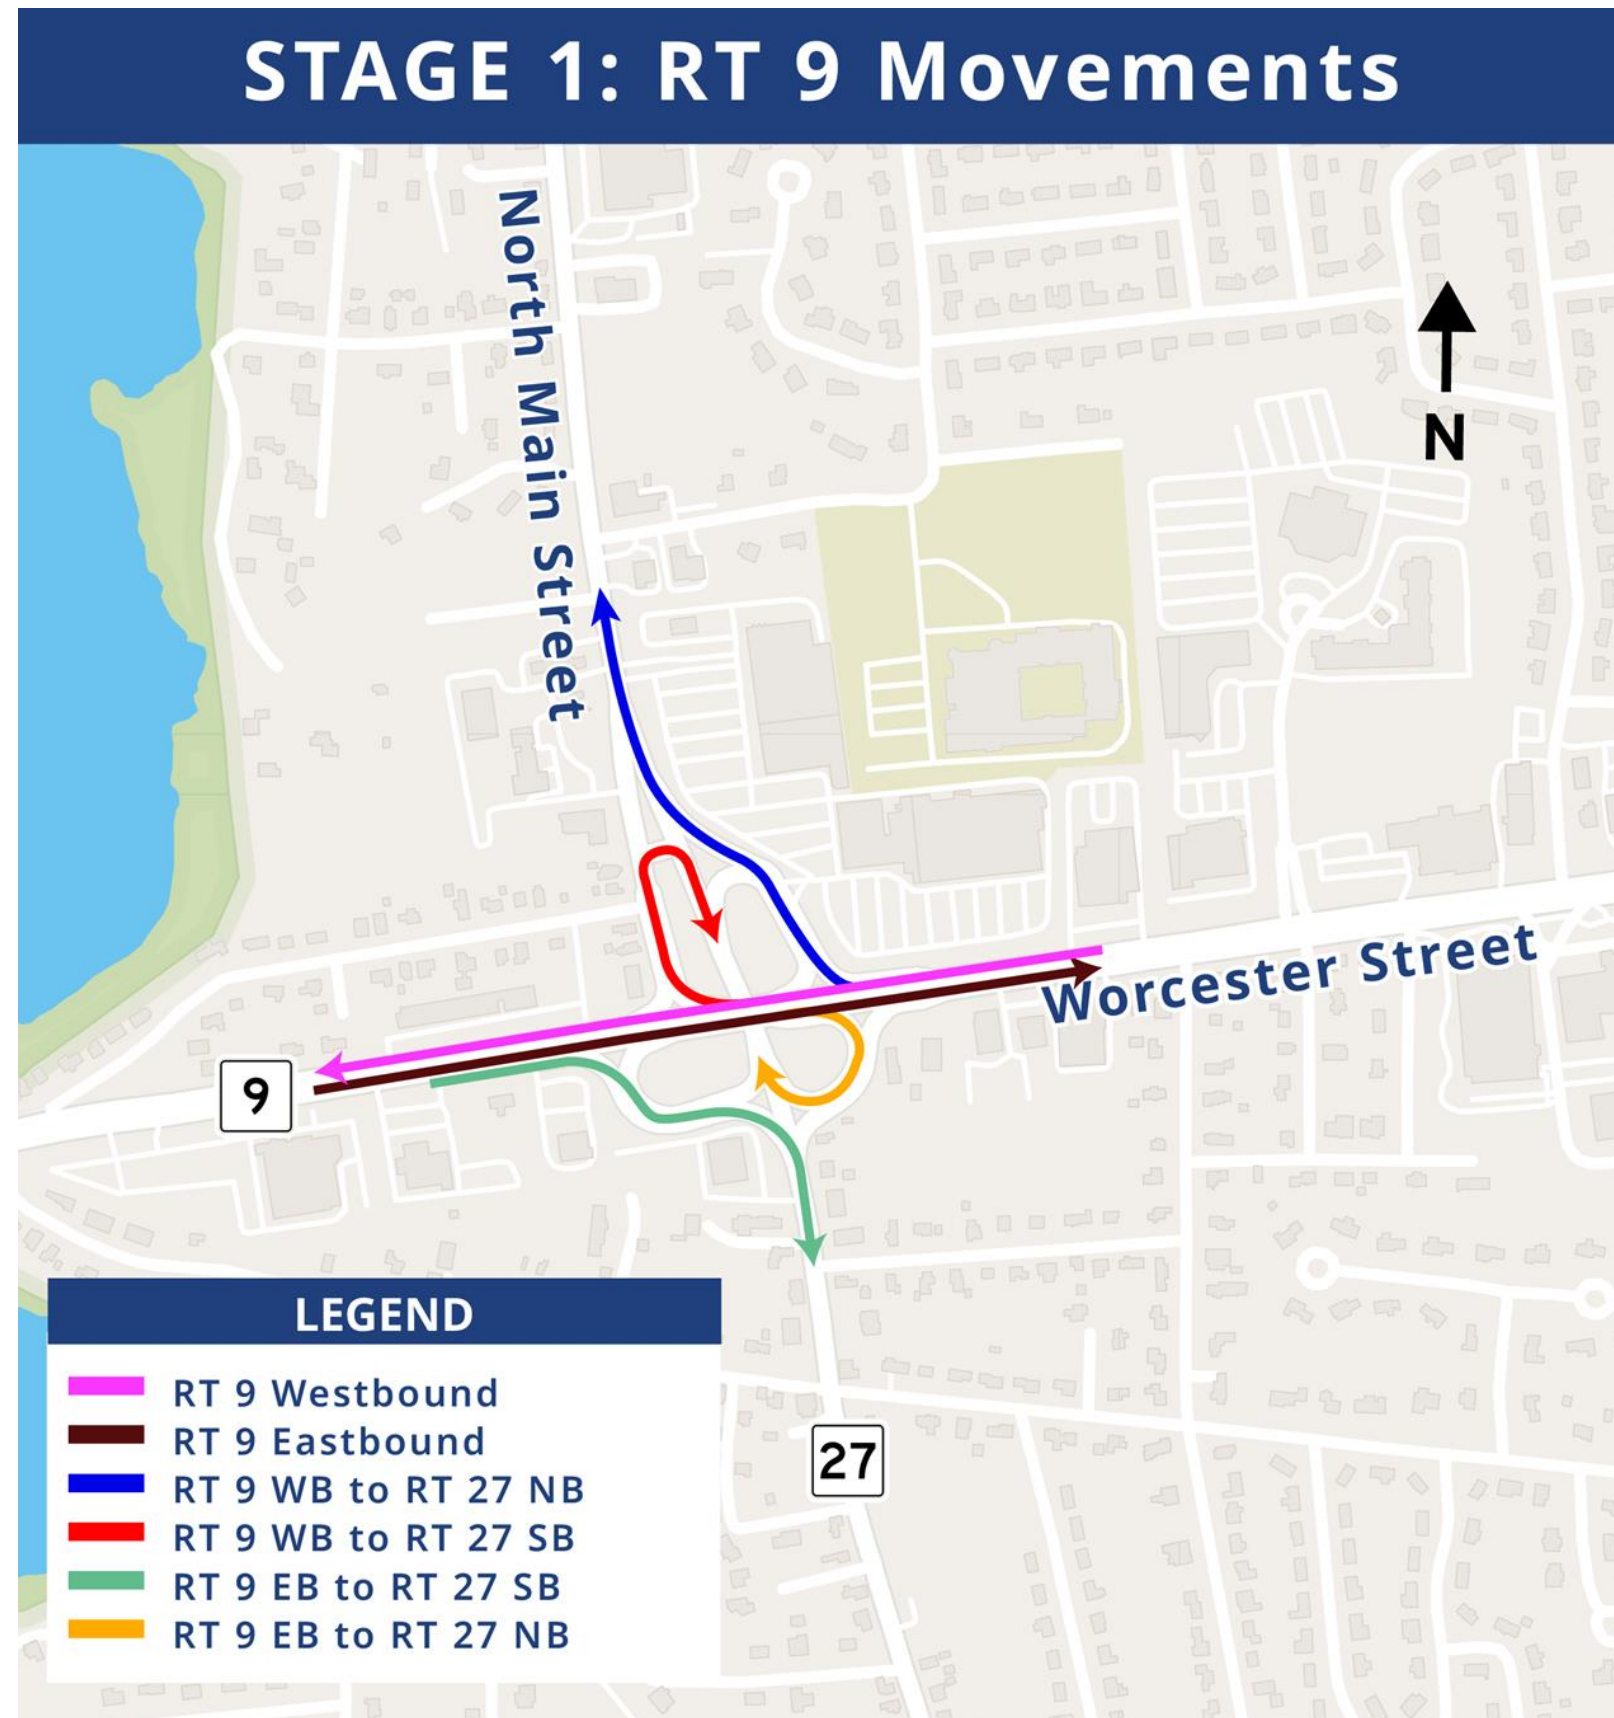 STAGE 1: RT 9 Movements
North Main Street
N
Worcester Street
9
LEGEND
RT 9 Westbound
RT 9 Eastbound
RT 9 WB to RT 27 NB
RT 9 WB to RT 27 SB
RT 9 EB to RT 27 SB
RT 9 EB to RT 27 NB
27